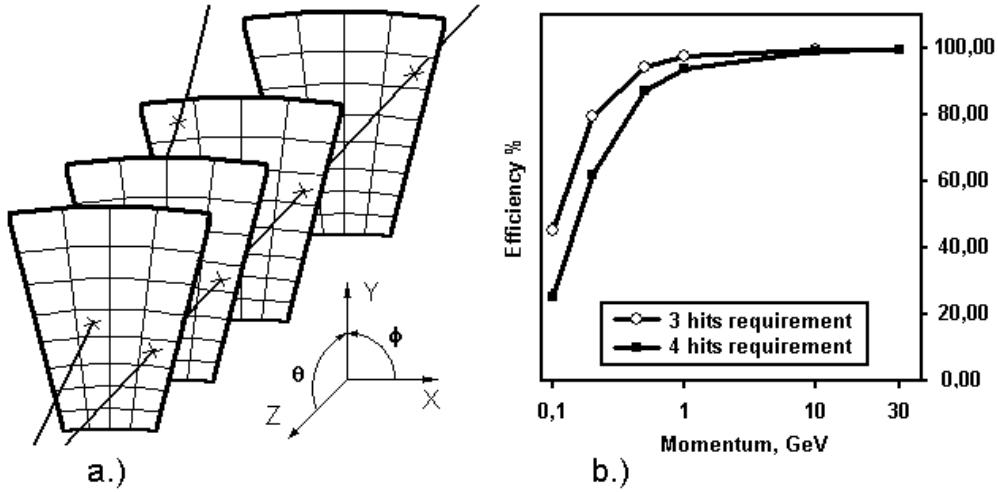 Y
ϕ
θ
X
Z
a.)
Efficiency %
100,00
80,00
60,00
40,00
20,00
0,00
3 hits requirement
4 hits requirement
0,1
1
10
30
Momentum, GeV
b.)